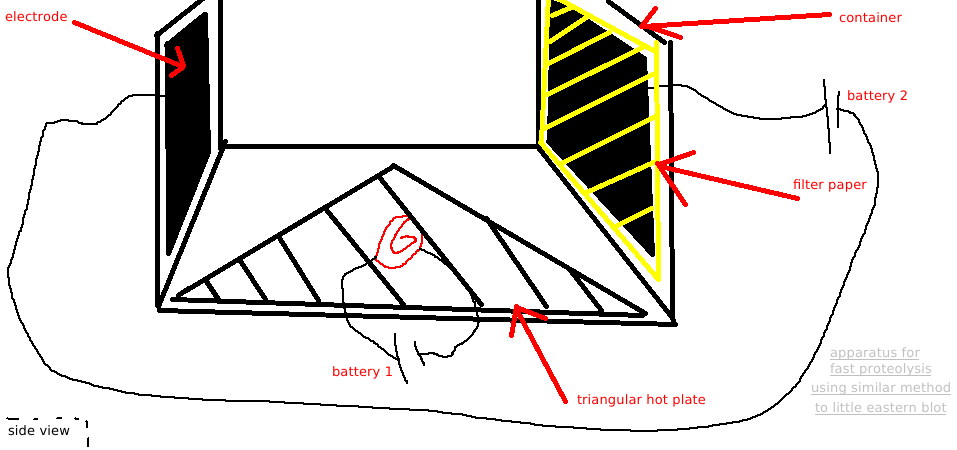 electrode
container
battery 2
filter paper
battery 1
triangular hot plate
apparatus for
fast proteolysis
using similar method
to little eastern blot
side view